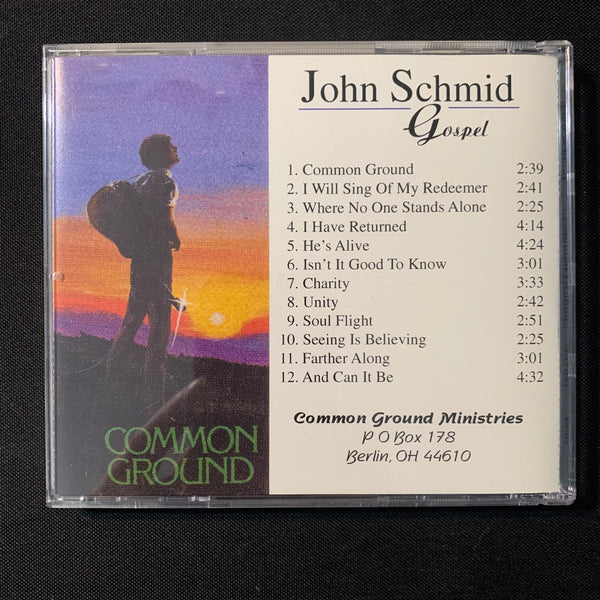 John Schmid
Gospel
1. Common Ground 2:39
2. I Will Sing Of My Redeemer 2:41
3. Where No One Stands Alone 2:25
4. I Have Returned 4:14
5. He's Alive 4:24
6. Isn't It Good To Know 3:01
7. Charity 3:33
8. Unity 2:42
9. Soul Flight 2:51
10. Seeing Is Believing 2:25
11. Farther Along 3:01
12. And Can It Be 4:32
Common Ground Ministries
P O Box 178
Berlin, OH 44610
COMMON
GROUND